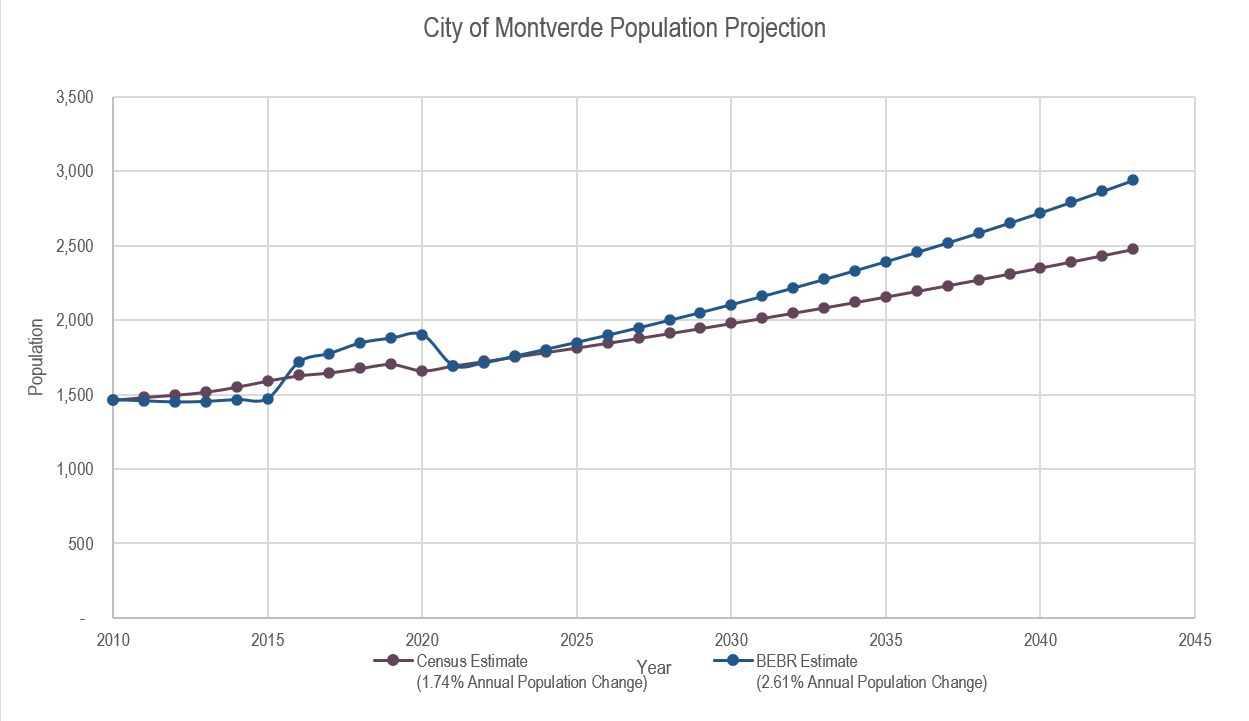 City of Montverde Population Projection
3,500
3,000
2,500
2,000
1,500
1,000
500
-
Population
2010 2015 2020 2025 2030 2035 2040 2045
Year
Census Estimate
(1.74% Annual Population Change)
BEBR Estimate
(2.61% Annual Population Change)